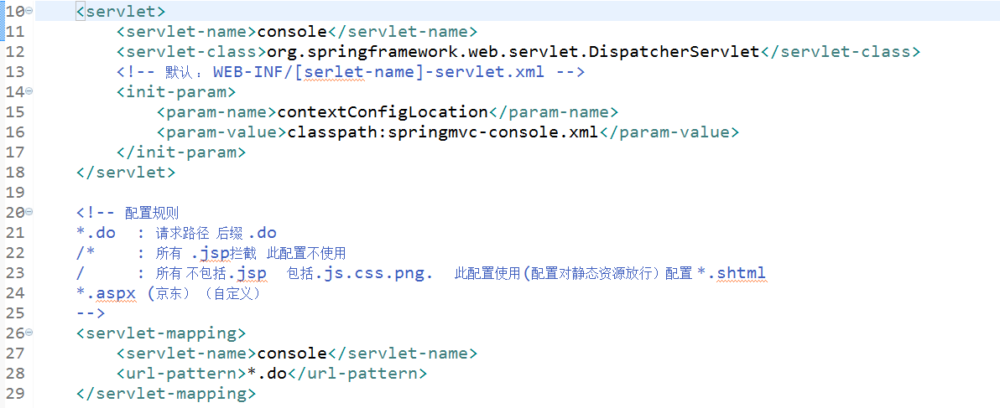 10 <servlet>
11     <servlet-name>console</servlet-name>
12     <servlet-class>org.springframework.web.servlet.DispatcherServlet</servlet-class>
13     <!-- 默认：WEB-INF/[serlet-name]-servlet.xml -->
14     <init-param>
15         <param-name>contextConfigLocation</param-name>
16         <param-value>classpath:springmvc-console.xml</param-value>
17     </init-param>
18 </servlet>
19
20 <!-- 配置规则
21 *.do  : 请求路径 后缀 .do
22 /*    : 所有 .jsp拦截 此配置不使用
23 /     : 所有 不包括.jsp  包括.js.css.png.  此配置使用(配置对静态资源放行）配置 *.shtml
24 *.aspx (京东）（自定义）
25 -->
26 <servlet-mapping>
27     <servlet-name>console</servlet-name>
28     <url-pattern>*.do</url-pattern>
29 </servlet-mapping>